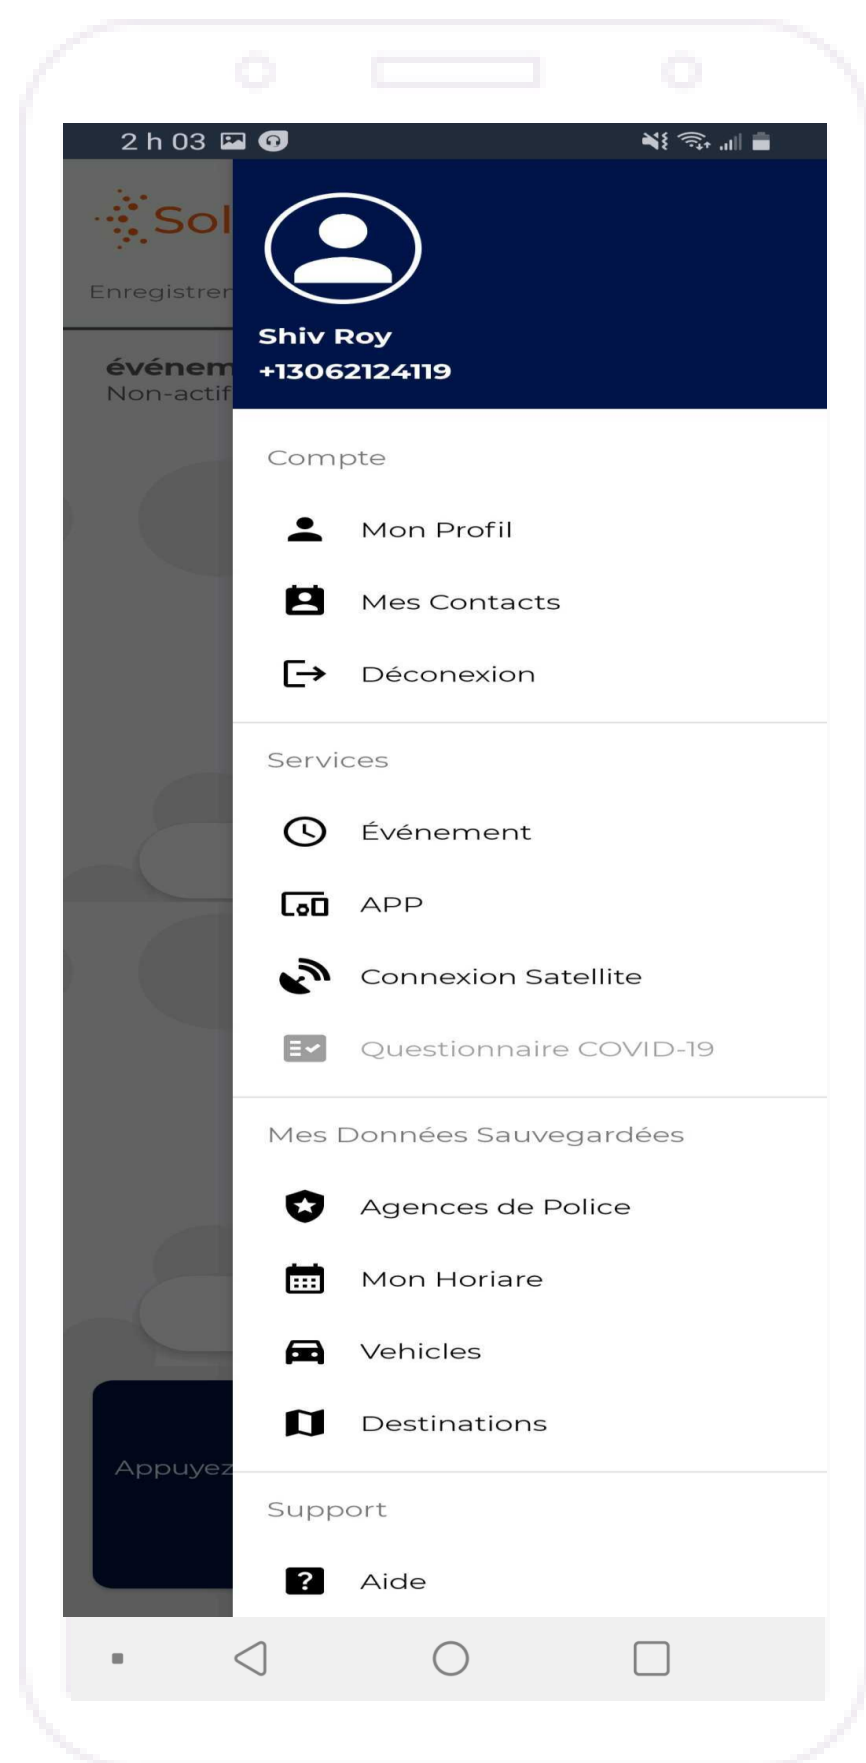 2 h 03
Sol
Enregistrer
événem
Non-actif
Shiv Roy
+13062124119
Compte
Mon Profil
Mes Contacts
Déconexion
Services
Événement
APP
Connexion Satellite
Questionnaire COVID-19
Mes Données Sauvegardées
Agences de Police
Mon Horiare
Vehicles
Destinations
Appuyez
Support
Aide